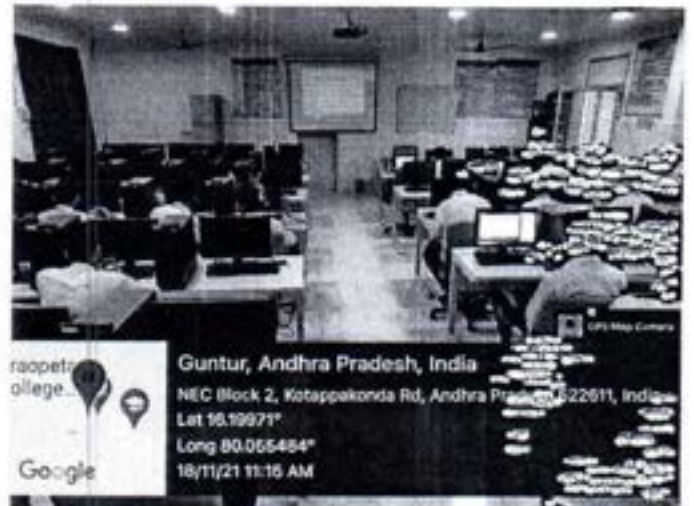 GPS Map Camera
raopeta
ollege...
Google
Guntur, Andhra Pradesh, India
NEC Block 2, Kotappakonda Rd, Andhra Pradesh 522611, India
Lat 16.19971°
Long 80.055484°
18/11/21 11:16 AM